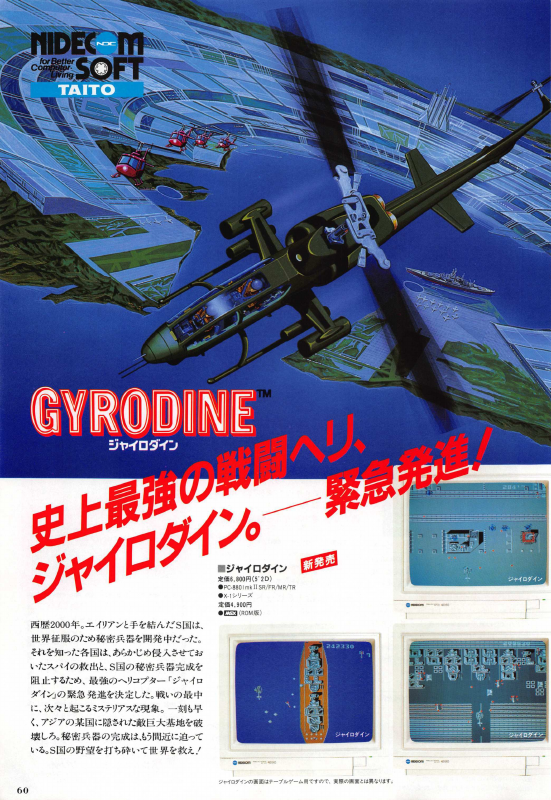 NIDECOM
NDC
for Better
Computer
Living
SOFT
TAITO
GYRODINE™
ジャイロダイン
史上最強の戦闘ヘリ、
ジャイロダイン。——緊急発進!
新発売
■ジャイロダイン
定価6,800円(5"2D)
●PC-8801mkⅡSR/FR/MR/TR
●X-1シリーズ
定価4,900円
●MSX(ROM版)
ジャイロダイン
西歴2000年。エイリアンと手を結んだS国は、
世界征服のため秘密兵器を開発中だった。
それを知った各国は、あらかじめ侵入させてお
いたスパイの救出と、S国の秘密兵器完成を
阻止するため、最強のヘリコプター「ジャイロ
ダイン」の緊急発進を決定した。戦いの最中
に、次々と起こるミステリアスな現象。一刻も早
く、アジアの某国に隠された敵巨大基地を破
壊しろ。秘密兵器の完成は、もう間近に迫って
いる。S国の野望を打ち砕いて世界を救え!
242330
ジャイロダイン
ジャイロダイン
ジャイロダインの画面はテーブルゲーム用ですので、実際の画面とは異なります。
60